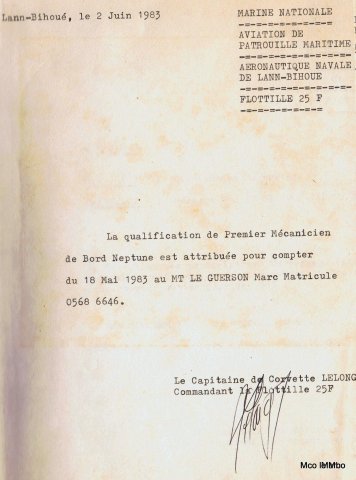 Lann-Bihoué, le 2 Juin 1983
MARINE NATIONALE
-=-=-=-=-=-=-=-=-
AVIATION DE
PATROUILLE MARITIME
-=-=-=-=-=-=-=-=-=-
AERONAUTIQUE NAVALE
DE LANN-BIHOUE
-=-=-=-=-=-=-=-=-
FLOTTILLE 25 F
-=-=-=-=-=-=-
La qualification de Premier Mécanicien
de Bord Neptune est attribuée pour compter
du 18 Mai 1983 au MT LE GUERSON Marc Matricule
0568 6646.
Le Capitaine de Corvette LELONG
Commandant la Flottille 25F